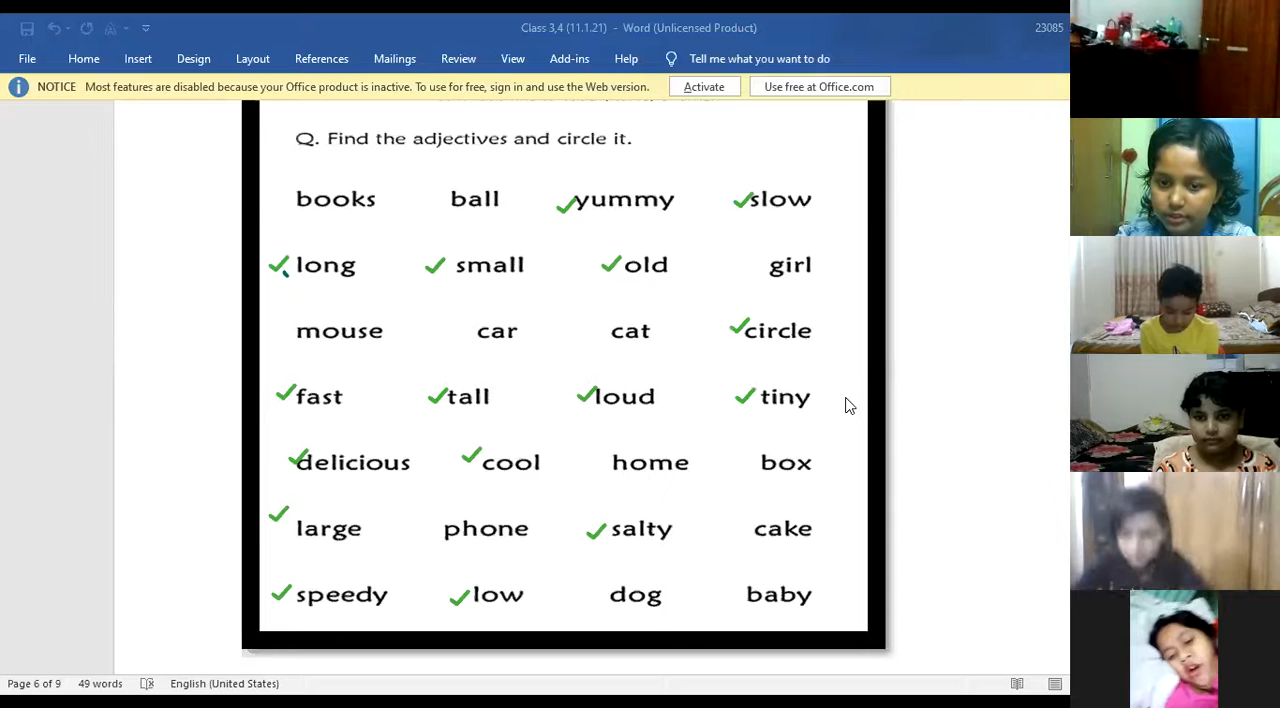 Class 3,4 (11.1.21) - Word (Unlicensed Product)
23085
File Home Insert Design Layout References Mailings Review View Add-ins Help Tell me what you want to do
NOTICE Most features are disabled because your Office product is inactive. To use for free, sign in and use the Web version. Activate Use free at Office.com
Q. Find the adjectives and circle it.
books ball yummy slow
long small old girl
mouse car cat circle
fast tall loud tiny
delicious cool home box
large phone salty cake
speedy low dog baby
Page 6 of 9 49 words English (United States)